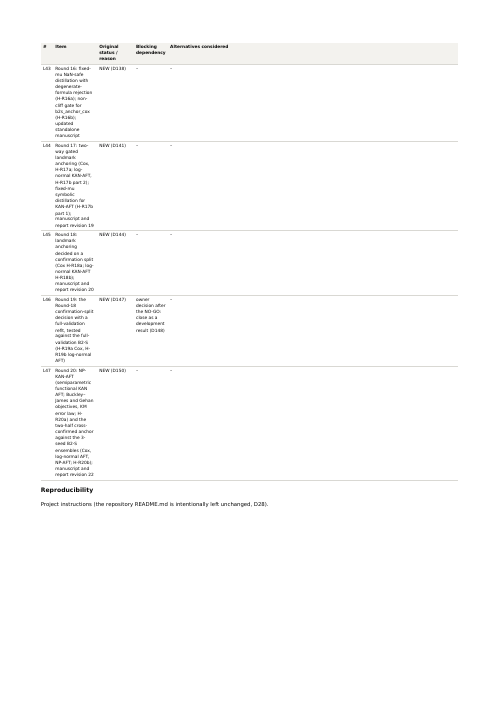 # Item Original status / reason Blocking dependency Alternatives considered
L43 Round 16: fixed- NEW (D138) – –
mu NaN-safe
distillation with
degenerate-
formula rejection
(H-R16a); non-
cliff gate for
b2s_anchor_cox
(H-R16b);
updated
standalone
manuscript
L44 Round 17: two- NEW (D141) – –
way gated
landmark
anchoring (Cox,
H-R17a; log-
normal KAN-AFT,
H-R17b part 2);
fixed-mu
symbolic
distillation for
KAN-AFT (H-R17b
part 1);
manuscript and
report revision 19
L45 Round 18: NEW (D144) – –
landmark
anchoring
decided on a
confirmation split
(Cox H-R18a; log-
normal KAN-AFT
H-R18b);
manuscript and
report revision 20
L46 Round 19: the NEW (D147) owner –
Round-18 decision after
confirmation-split the NO-GO:
decision with a close as a
full-validation development
refit, tested result (D148)
against the full-
validation B2-S
(H-R19a Cox, H-
R19b log-normal
AFT)
L47 Round 20: NP- NEW (D150) – –
KAN-AFT
(semiparametric
functional KAN
AFT; Buckley-
James and Gehan
objectives, KM
error law; H-
R20a) and the
two-half cross-
confirmed anchor
against the 3-
seed B2-S
ensembles (Cox,
log-normal AFT,
NP-AFT; H-R20b);
manuscript and
report revision 22
Reproducibility
Project instructions (the repository README.md is intentionally left unchanged, D28).